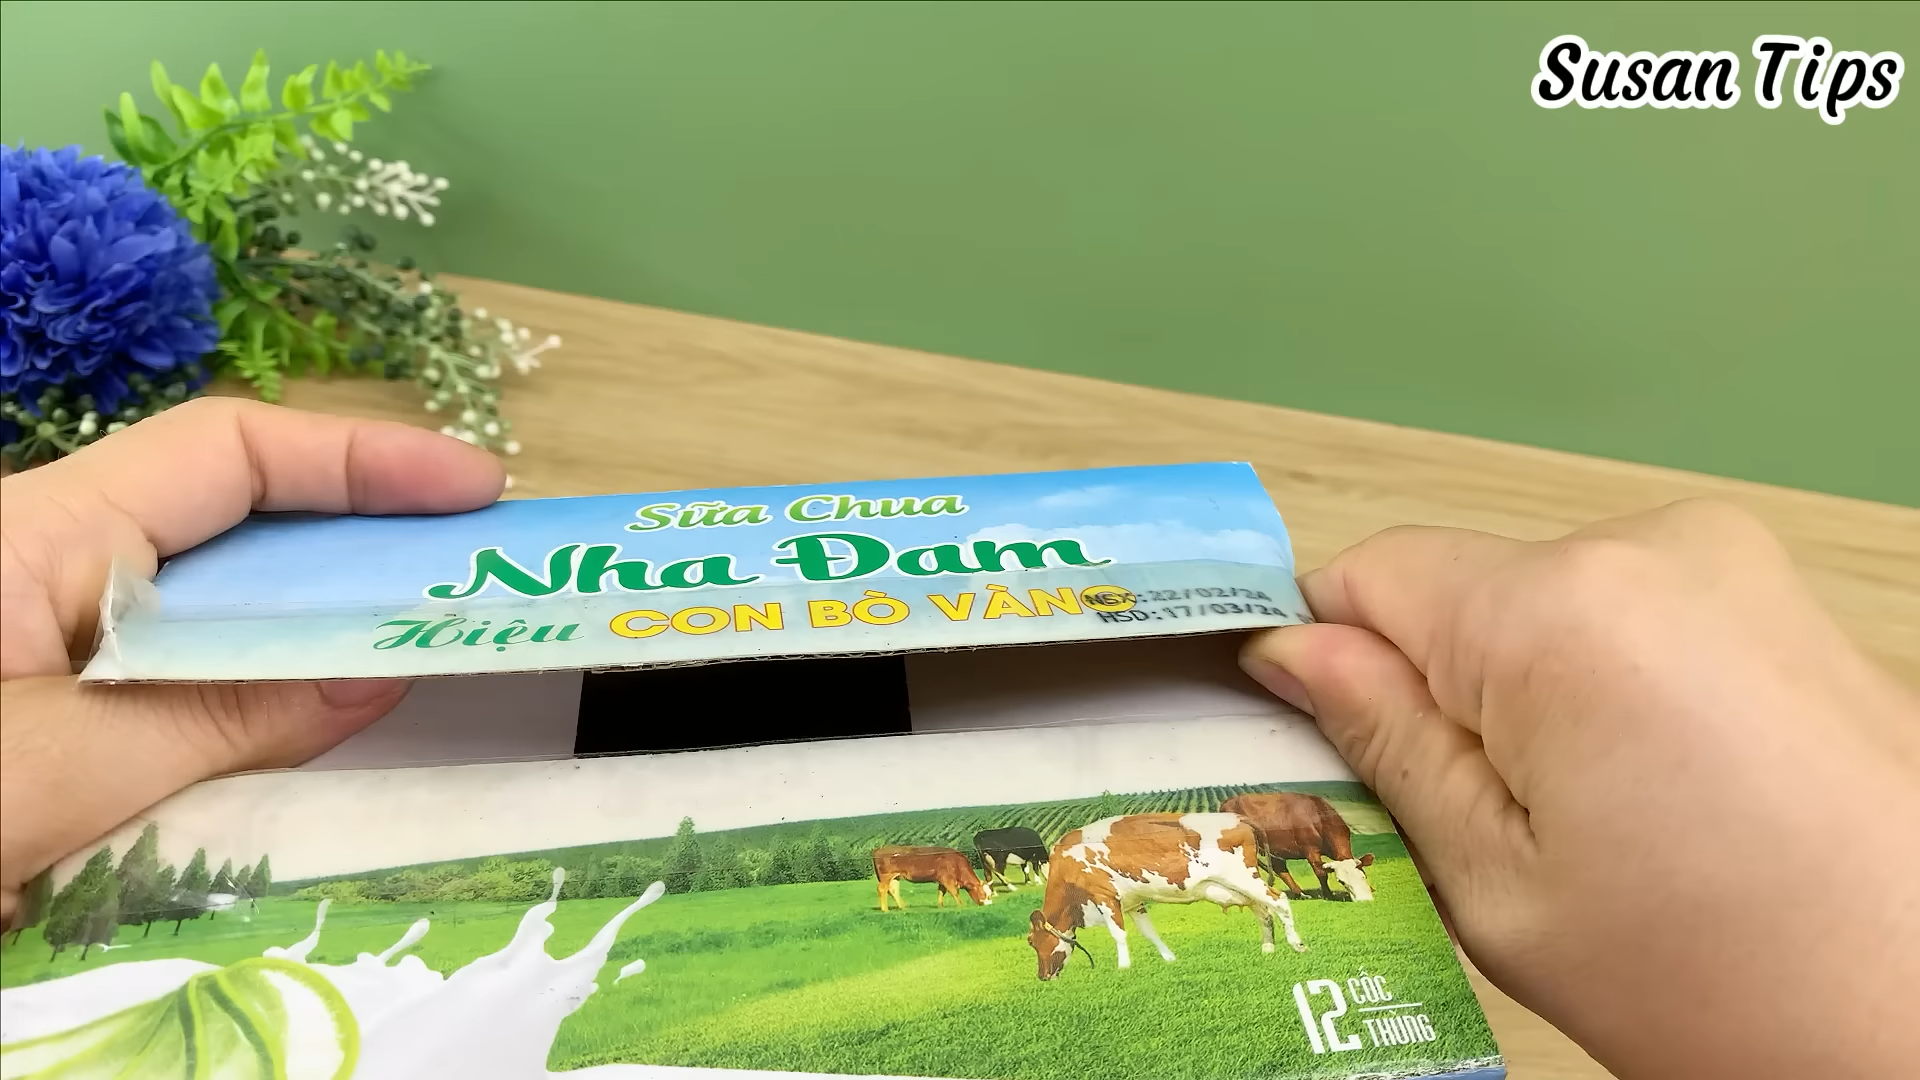 Susan Tips
Sữa Chua
Nha Đam
Hiệu CON BÒ VÀNG
NSX:22/02/24
HSD:17/03/24
12 CỐC
THÙNG